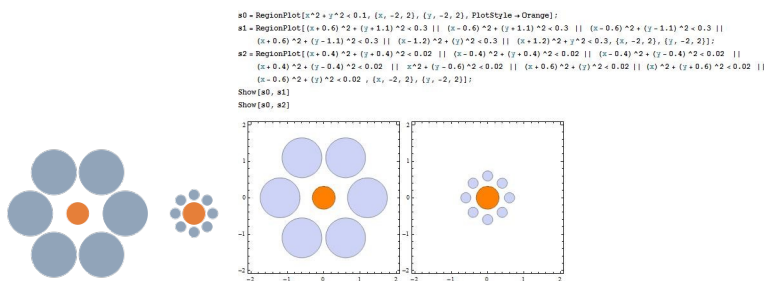 s0 = RegionPlot[x^2 + y^2 < 0.1, {x, -2, 2}, {y, -2, 2}, PlotStyle → Orange];
s1 = RegionPlot[(x + 0.6)^2 + (y + 1.1)^2 < 0.3 || (x - 0.6)^2 + (y + 1.1)^2 < 0.3 || (x - 0.6)^2 + (y - 1.1)^2 < 0.3 ||
(x + 0.6)^2 + (y - 1.1)^2 < 0.3 || (x - 1.2)^2 + (y)^2 < 0.3 || (x + 1.2)^2 + y^2 < 0.3, {x, -2, 2}, {y, -2, 2}];
s2 = RegionPlot[(x + 0.4)^2 + (y + 0.4)^2 < 0.02 || (x - 0.4)^2 + (y + 0.4)^2 < 0.02 || (x - 0.4)^2 + (y - 0.4)^2 < 0.02 ||
(x + 0.4)^2 + (y - 0.4)^2 < 0.02 || x^2 + (y - 0.6)^2 < 0.02 || (x + 0.6)^2 + (y)^2 < 0.02 || (x)^2 + (y + 0.6)^2 < 0.02 ||
(x - 0.6)^2 + (y)^2 < 0.02 , {x, -2, 2}, {y, -2, 2}];
Show[s0, s1]
Show[s0, s2]
2 2
1 1
0 0
-1 -1
-2 -2
-2 -1 0 1 2 -2 -1 0 1 2